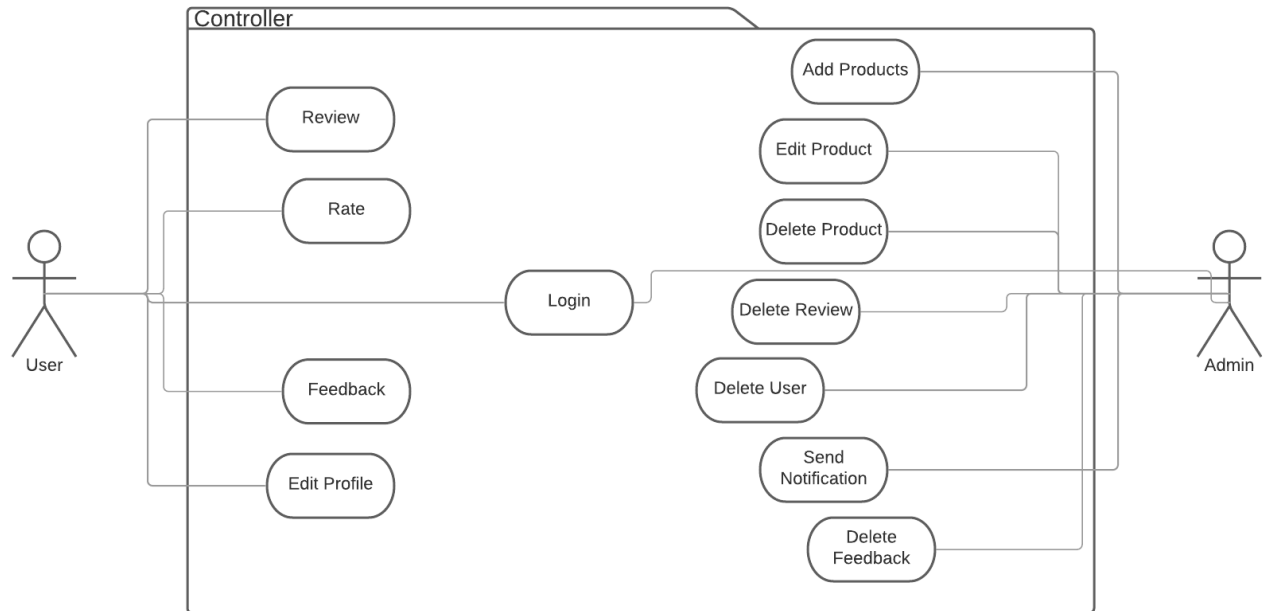 Controller
Add Products
Review
Edit Product
Rate
Delete Product
Login
Delete Review
User
Admin
Feedback
Delete User
Send
Notification
Edit Profile
Delete
Feedback